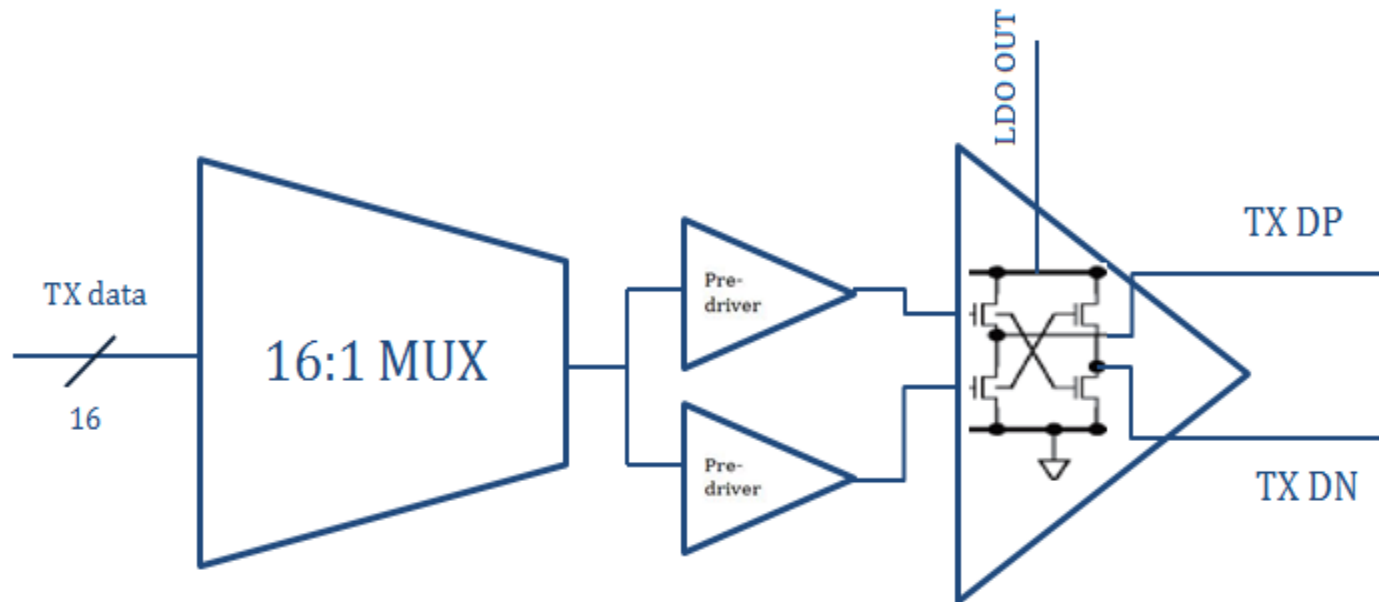 LDO OUT
TX DP
TX data
16
16:1 MUX
Pre-
driver
Pre-
driver
TX DN